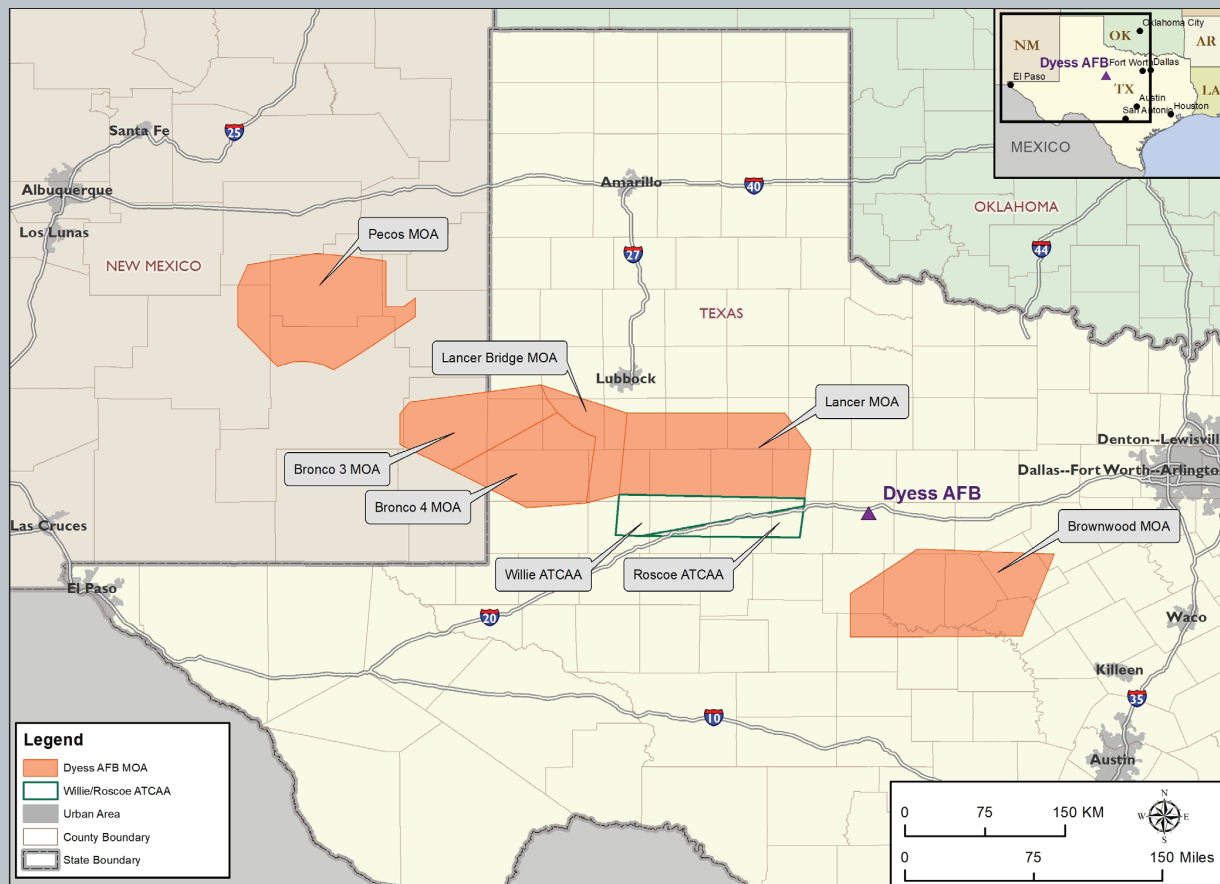 Santa Fe
25
Albuquerque
Los Lunas
NEW MEXICO
Pecos MOA
Amarillo
40
27
TEXAS
OKLAHOMA
44
Lancer Bridge MOA
Lubbock
Lancer MOA
Bronco 3 MOA
Bronco 4 MOA
Denton--Lewisvill
Dallas--Fort Worth--Arlingto
Dyess AFB
Brownwood MOA
Las Cruces
El Paso
Willie ATCAA
Roscoe ATCAA
20
Waco
Killeen
35
10
Austin
NM
OK
Oklahoma City
AR
Dyess AFB
Fort Worth
Dallas
El Paso
TX
LA
Austin
San Antonio
Houston
MEXICO
Legend
Dyess AFB MOA
Willie/Roscoe ATCAA
Urban Area
County Boundary
State Boundary
0 75 150 KM
N
W E
S
0 75 150 Miles